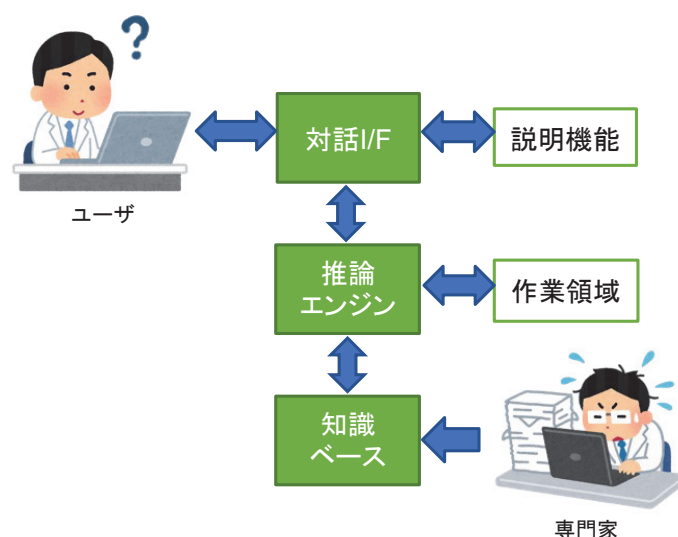 ?
対話I/F
説明機能
ユーザ
推論
エンジン
作業領域
知識
ベース
専門家